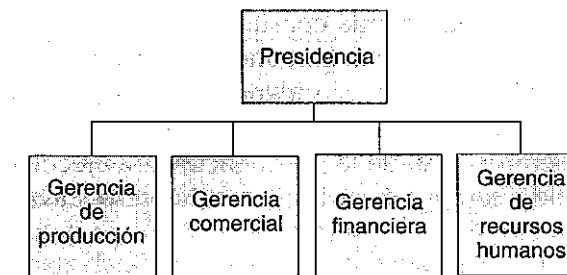 Presidencia
Gerencia
de
producción
Gerencia
comercial
Gerencia
financiera
Gerencia
de
recursos
humanos